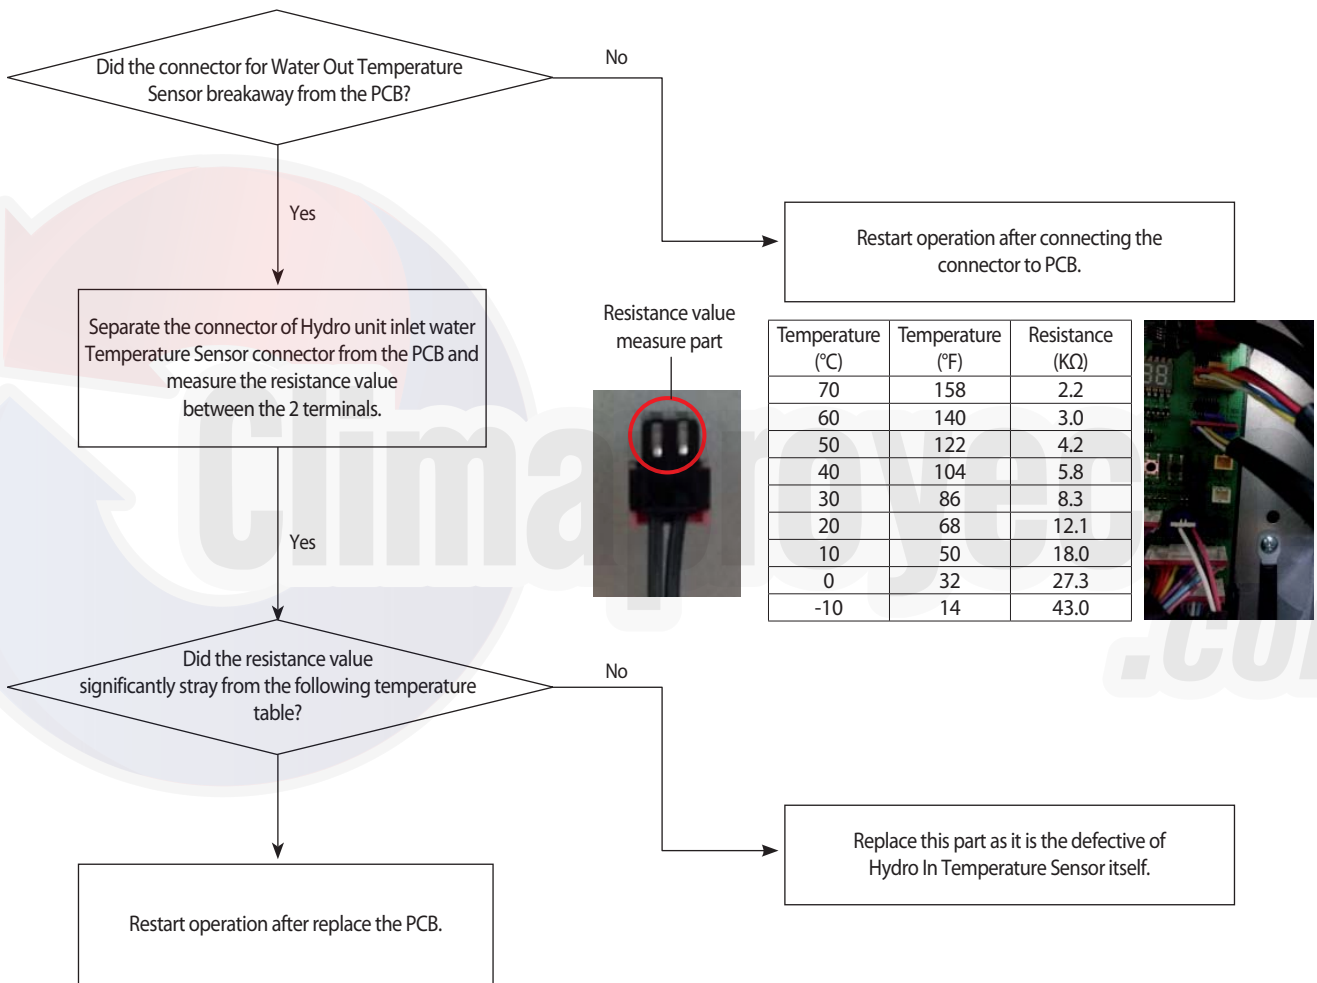 Did the connector for Water Out Temperature
Sensor breakaway from the PCB?
No
Yes
Restart operation after connecting the
connector to PCB.
Separate the connector of Hydro unit inlet water
Temperature Sensor connector from the PCB and
measure the resistance value
between the 2 terminals.
Resistance value
measure part
Temperature (°C) Temperature (°F) Resistance (KΩ)
70 158 2.2
60 140 3.0
50 122 4.2
40 104 5.8
30 86 8.3
20 68 12.1
10 50 18.0
0 32 27.3
-10 14 43.0
Yes
Did the resistance value
significantly stray from the following temperature
table?
No
Replace this part as it is the defective of
Hydro In Temperature Sensor itself.
Restart operation after replace the PCB.